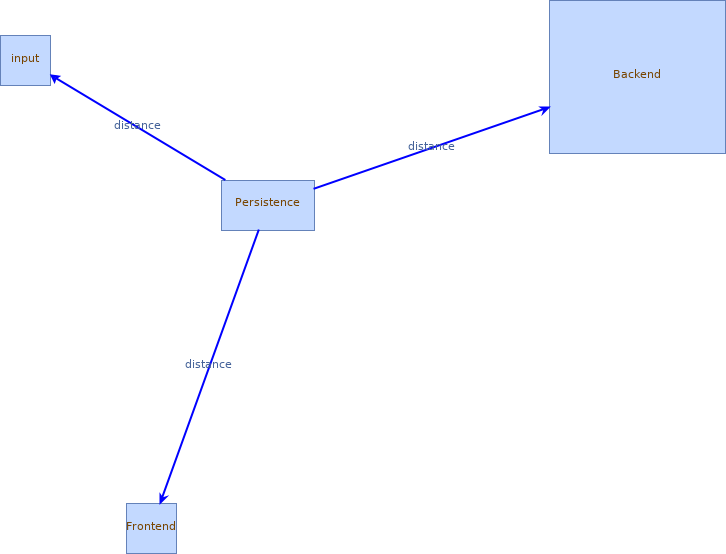 input
Backend
distance
distance
Persistence
distance
Frontend